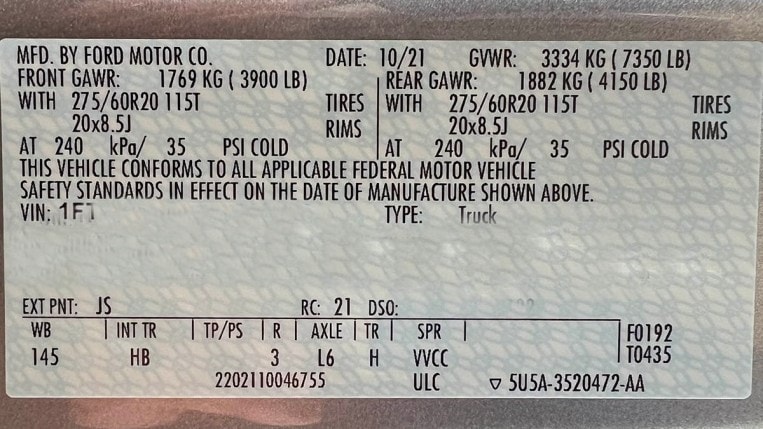 MFD. BY FORD MOTOR CO. DATE: 10/21 GVWR: 3334 KG ( 7350 LB)
FRONT GAWR: 1769 KG ( 3900 LB) REAR GAWR: 1882 KG ( 4150 LB)
WITH 275/60R20 115T TIRES WITH 275/60R20 115T TIRES
20x8.5J RIMS 20x8.5J RIMS
AT 240 kPa/ 35 PSI COLD AT 240 kPa/ 35 PSI COLD
THIS VEHICLE CONFORMS TO ALL APPLICABLE FEDERAL MOTOR VEHICLE
SAFETY STANDARDS IN EFFECT ON THE DATE OF MANUFACTURE SHOWN ABOVE.
VIN: 1FT TYPE: Truck
EXT PNT: JS RC: 21 DSO:
WB INT TR TP/PS R AXLE TR SPR F0192
145 HB 3 L6 H VVCC T0435
2202110046755 ULC ▽ 5U5A-3520472-AA